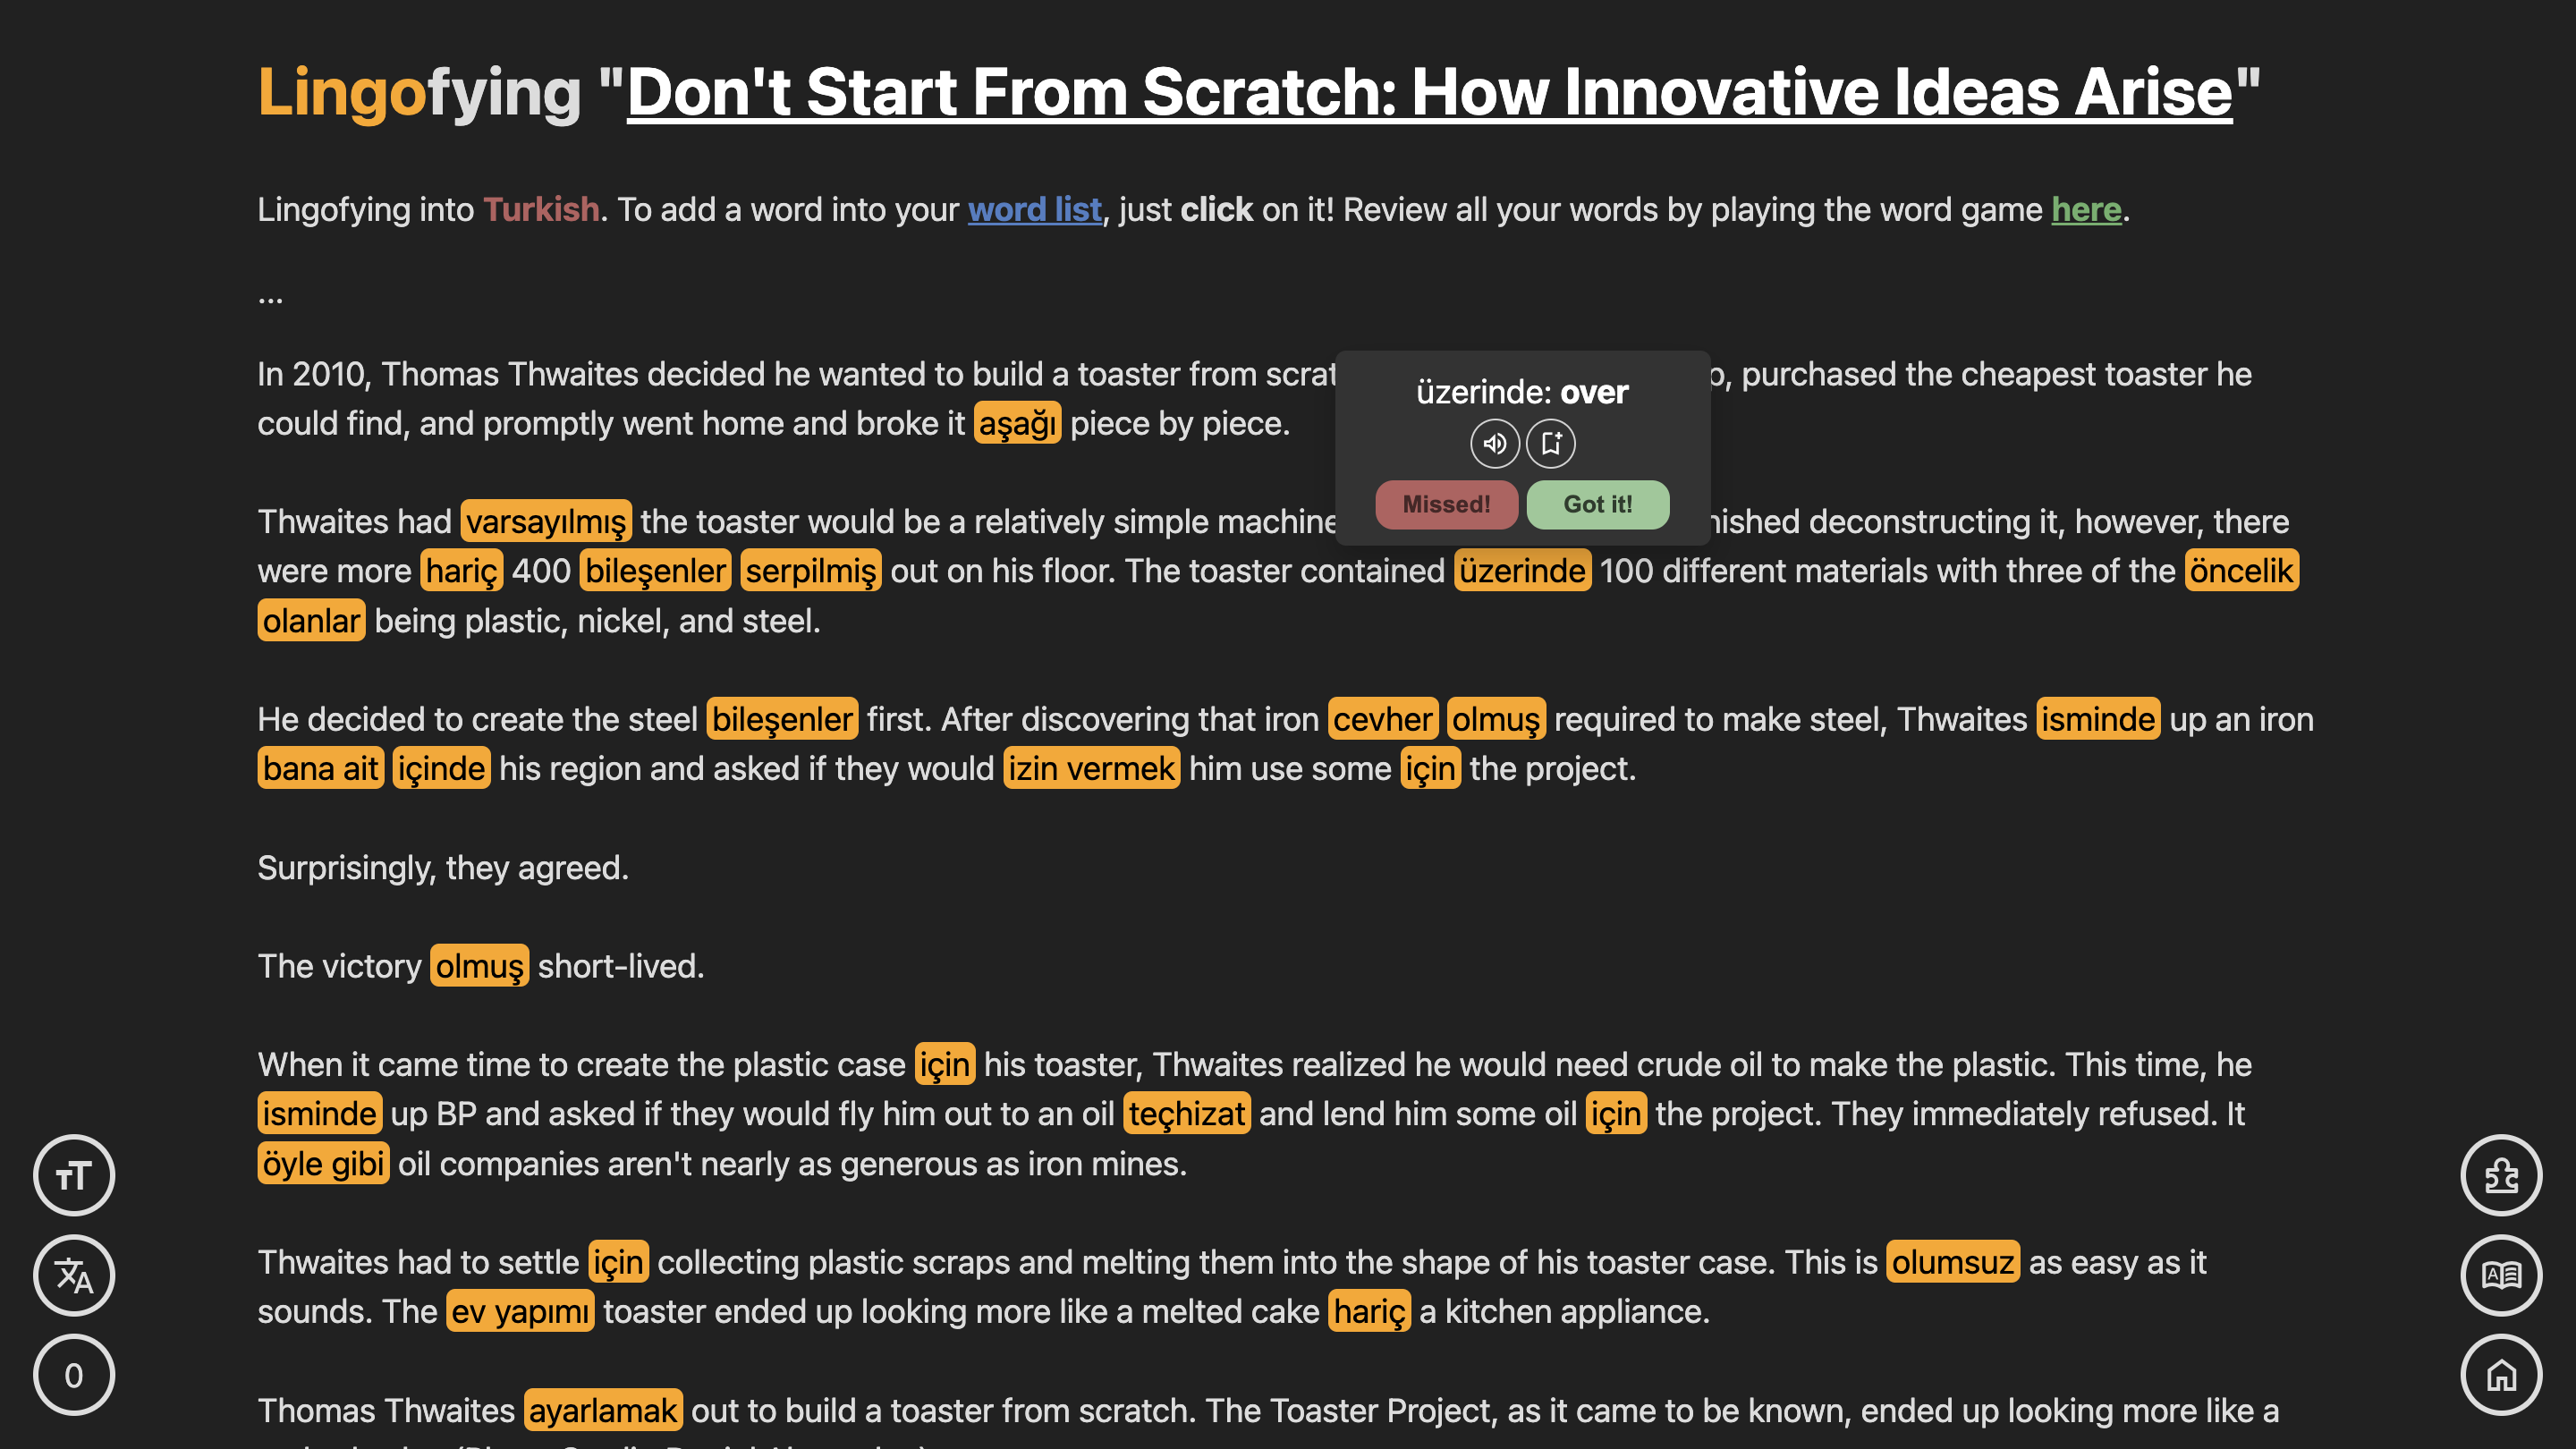 Lingofying "Don't Start From Scratch: How Innovative Ideas Arise"
Lingofying into Turkish. To add a word into your word list, just click on it! Review all your words by playing the word game here.
...
In 2010, Thomas Thwaites decided he wanted to build a toaster from purchased the cheapest toaster he
could find, and promptly went home and broke it aşağı piece by piece.
üzerinde: over
Missed! Got it!
Thwaites had varsayılmış the toaster would be a relatively simple machine deconstructing it, however, there
were more hariç 400 bileşenler serpilmiş out on his floor. The toaster contained üzerinde 100 different materials with three of the öncelik
olanlar being plastic, nickel, and steel.
He decided to create the steel bileşenler first. After discovering that iron cevher olmuş required to make steel, Thwaites isminde up an iron
bana ait içinde his region and asked if they would izin vermek him use some için the project.
Surprisingly, they agreed.
The victory olmuş short-lived.
When it came time to create the plastic case için his toaster, Thwaites realized he would need crude oil to make the plastic. This time, he
isminde up BP and asked if they would fly him out to an oil teçhizat and lend him some oil için the project. They immediately refused. It
öyle gibi oil companies aren't nearly as generous as iron mines.
Thwaites had to settle için collecting plastic scraps and melting them into the shape of his toaster case. This is olumsuz as easy as it
sounds. The ev yapımı toaster ended up looking more like a melted cake hariç a kitchen appliance.
Thomas Thwaites ayarlamak out to build a toaster from scratch. The Toaster Project, as it came to be known, ended up looking more like a
0